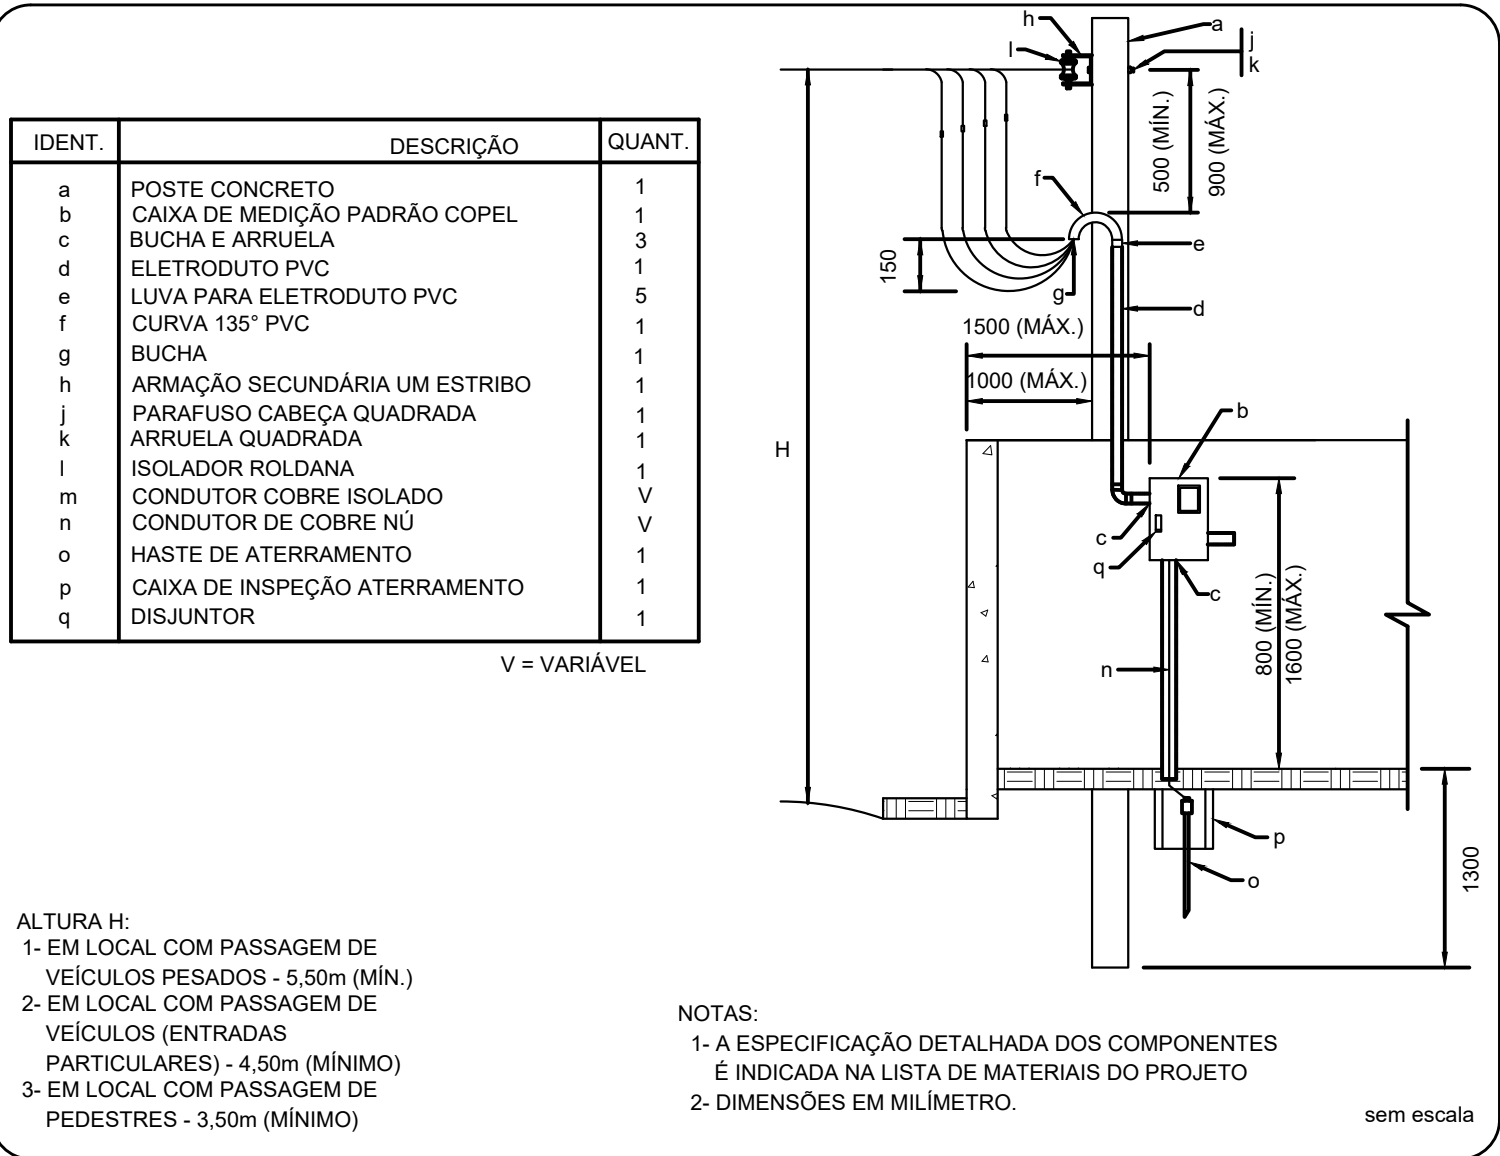 IDENT. DESCRIÇÃO QUANT.
a POSTE CONCRETO 1
b CAIXA DE MEDIÇÃO PADRÃO COPEL 1
c BUCHA E ARRUELA 3
d ELETRODUTO PVC 1
e LUVA PARA ELETRODUTO PVC 5
f CURVA 135° PVC 1
g BUCHA 1
h ARMAÇÃO SECUNDÁRIA UM ESTRIBO 1
j PARAFUSO CABEÇA QUADRADA 1
k ARRUELA QUADRADA 1
l ISOLADOR ROLDANA 1
m CONDUTOR COBRE ISOLADO V
n CONDUTOR DE COBRE NÚ V
o HASTE DE ATERRAMENTO 1
p CAIXA DE INSPEÇÃO ATERRAMENTO 1
q DISJUNTOR 1
V = VARIÁVEL
h
a
l
j
k
500 (MÍN.)
900 (MÁX.)
f
e
150
g
d
1500 (MÁX.)
1000 (MÁX.)
b
H
c
q
c
800 (MÍN.)
1600 (MÁX.)
n
p
o
1300
ALTURA H:
1- EM LOCAL COM PASSAGEM DE
VEÍCULOS PESADOS - 5,50m (MÍN.)
2- EM LOCAL COM PASSAGEM DE
VEÍCULOS (ENTRADAS
PARTICULARES) - 4,50m (MÍNIMO)
3- EM LOCAL COM PASSAGEM DE
PEDESTRES - 3,50m (MÍNIMO)
NOTAS:
1- A ESPECIFICAÇÃO DETALHADA DOS COMPONENTES
É INDICADA NA LISTA DE MATERIAIS DO PROJETO
2- DIMENSÕES EM MILÍMETRO.
sem escala